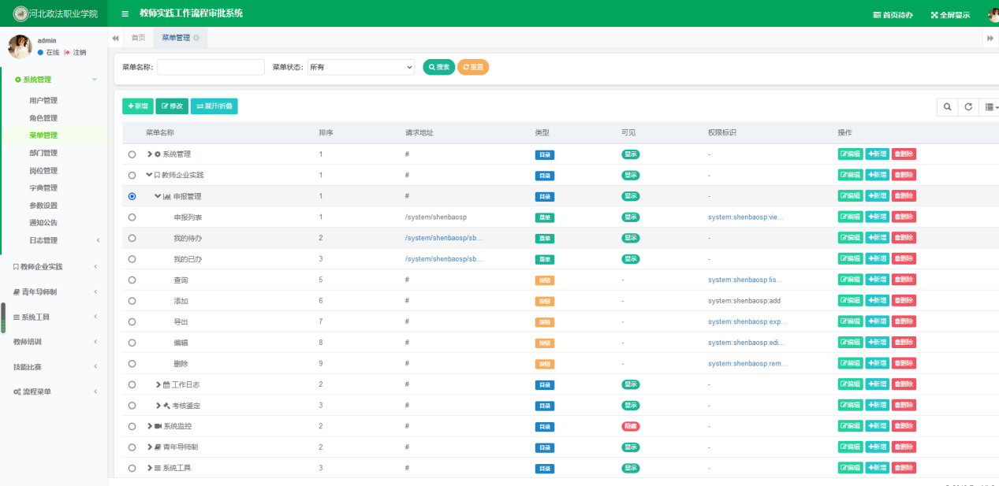 河北政法职业学院 教师实践工作流程审批系统 首页待办 全屏显示
admin
在线 注销
首页 菜单管理
菜单名称: 菜单状态: 所有 搜索 重置
系统管理
用户管理
角色管理
菜单管理
部门管理
岗位管理
字典管理
参数设置
通知公告
日志管理
教师企业实践
青年导师制
系统工具
教师培训
技能比赛
流程菜单
新增 修改 展开/折叠
菜单名称 排序 请求地址 类型 可见 权限标识 操作
系统管理 1 # 目录 显示 - 编辑 新增 删除
教师企业实践 1 # 目录 显示 - 编辑 新增 删除
申报管理 1 # 目录 显示 - 编辑 新增 删除
申报列表 1 /system/shenbaosp 菜单 显示 system:shenbaosp:vie... 编辑 新增 删除
我的待办 2 /system/shenbaosp/sb... 菜单 显示 - 编辑 新增 删除
我的已办 3 /system/shenbaosp/sb... 菜单 显示 - 编辑 新增 删除
查询 5 # 按钮 - system:shenbaosp:lis... 编辑 新增 删除
添加 6 # 按钮 - system:shenbaosp:add 编辑 新增 删除
导出 7 # 按钮 - system:shenbaosp:exp... 编辑 新增 删除
编辑 8 # 按钮 - system:shenbaosp:edi... 编辑 新增 删除
删除 9 # 按钮 - system:shenbaosp:rem... 编辑 新增 删除
工作日志 2 # 目录 显示 - 编辑 新增 删除
考核鉴定 3 # 目录 显示 - 编辑 新增 删除
系统监控 2 # 目录 隐藏 - 编辑 新增 删除
青年导师制 2 # 目录 显示 - 编辑 新增 删除
系统工具 3 # 目录 显示 - 编辑 新增 删除